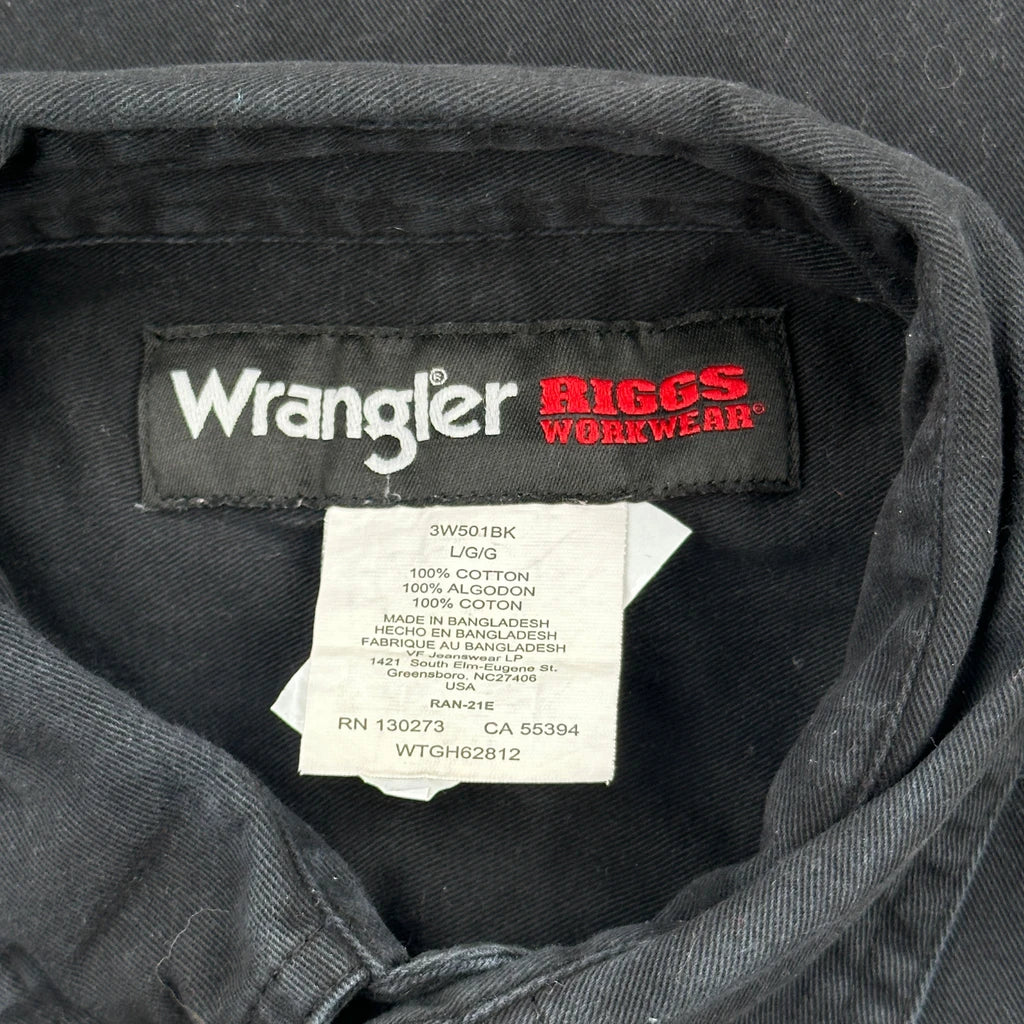 Wrangler®
RIGGS
WORKWEAR®
3W501BK
L/G/G
100% COTTON
100% ALGODON
100% COTON
MADE IN BANGLADESH
HECHO EN BANGLADESH
FABRIQUE AU BANGLADESH
VF Jeanswear LP
1421 South Elm-Eugene St.
Greensboro, NC27406
USA
RAN-21E
RN 130273 CA 55394
WTGH62812